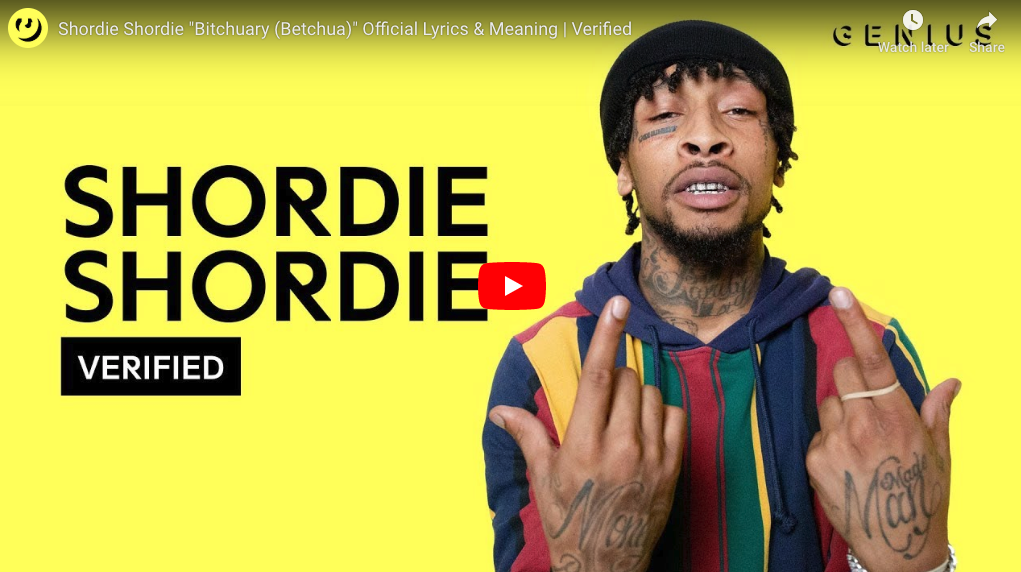 Shordie Shordie "Bitchuary (Betchua)" Official Lyrics & Meaning | Verified
GENIUS
Watch later
Share
SHORDIE
SHORDIE
VERIFIED
Made
Man